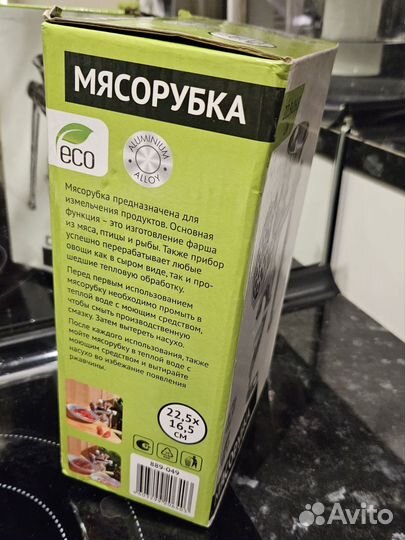 МЯСОРУБКА
eco
ALUMINIUM
ALLOY
Мясорубка предназначена для
измельчения продуктов. Основная
функция – это изготовление фарша
из мяса, птицы и рыбы. Также прибор
успешно перерабатывает любые
овощи как в сыром виде, так и про-
шедшие тепловую обработку.
Перед первым использованием
мясорубку необходимо промыть в
теплой воде с моющим средством,
чтобы смыть производственную
смазку. Затем вытереть насухо.
После каждого использования, также
мойте мясорубку в теплой воде с
моющим средством и вытирайте
насухо во избежание появления
ржавчины.
22,5х
16,5
СМ
889-049
МЯСОРУБКА
Avito